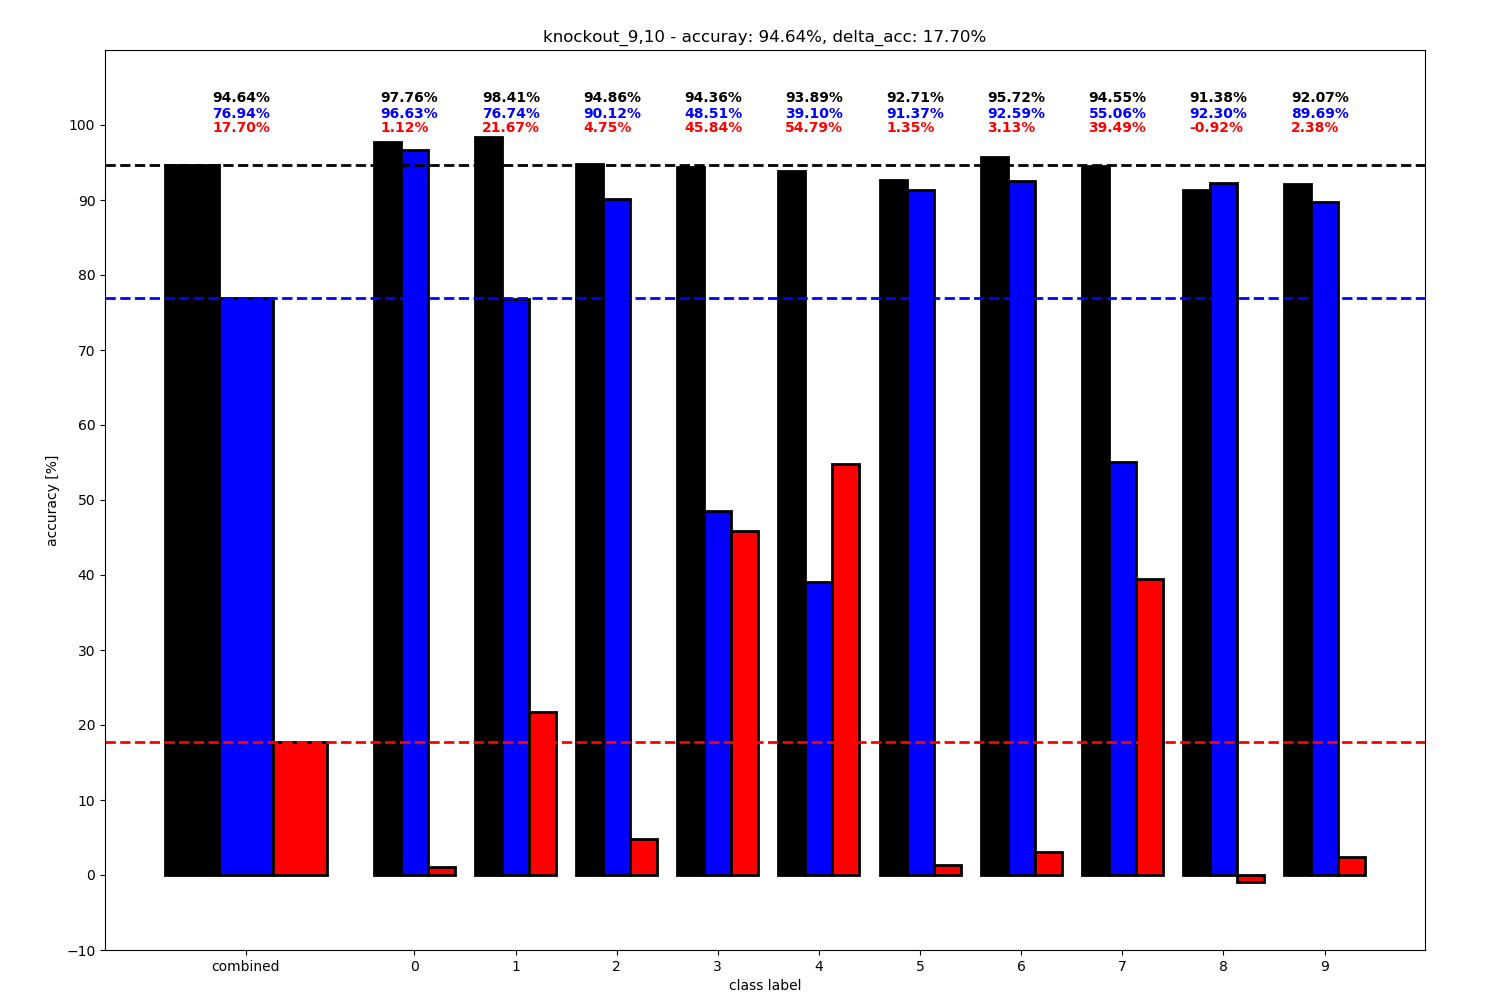 knockout_9,10 - accuray: 94.64%, delta_acc: 17.70%
94.64% 97.76% 98.41% 94.86% 94.36% 93.89% 92.71% 95.72% 94.55% 91.38% 92.07%
76.94% 96.63% 76.74% 90.12% 48.51% 39.10% 91.37% 92.59% 55.06% 92.30% 89.69%
17.70% 1.12% 21.67% 4.75% 45.84% 54.79% 1.35% 3.13% 39.49% -0.92% 2.38%
100
90
80
70
60
50
40
30
20
10
0
−10
accuracy [%]
combined 0 1 2 3 4 5 6 7 8 9
class label